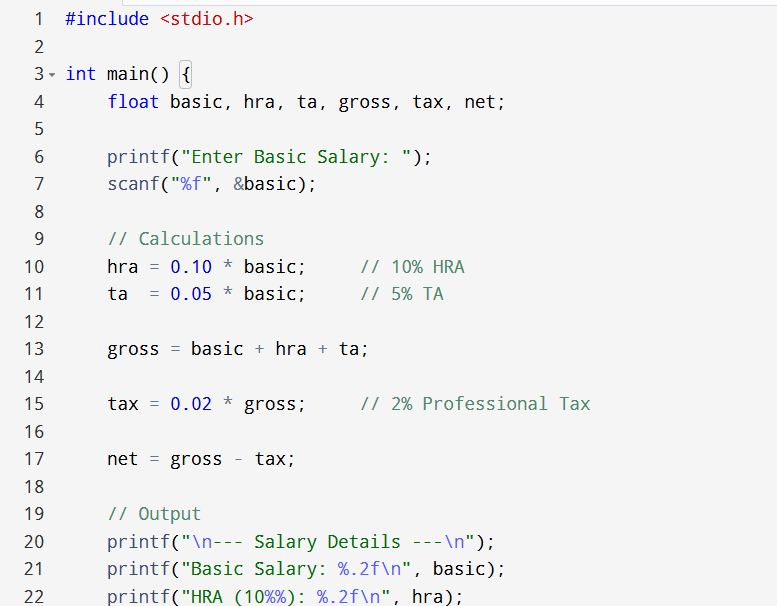 1 #include <stdio.h>
2
3 int main() {
4     float basic, hra, ta, gross, tax, net;
5
6     printf("Enter Basic Salary: ");
7     scanf("%f", &basic);
8
9     // Calculations
10     hra = 0.10 * basic;     // 10% HRA
11     ta  = 0.05 * basic;     // 5% TA
12
13     gross = basic + hra + ta;
14
15     tax = 0.02 * gross;     // 2% Professional Tax
16
17     net = gross - tax;
18
19     // Output
20     printf("\n--- Salary Details ---\n");
21     printf("Basic Salary: %.2f\n", basic);
22     printf("HRA (10%%): %.2f\n", hra);